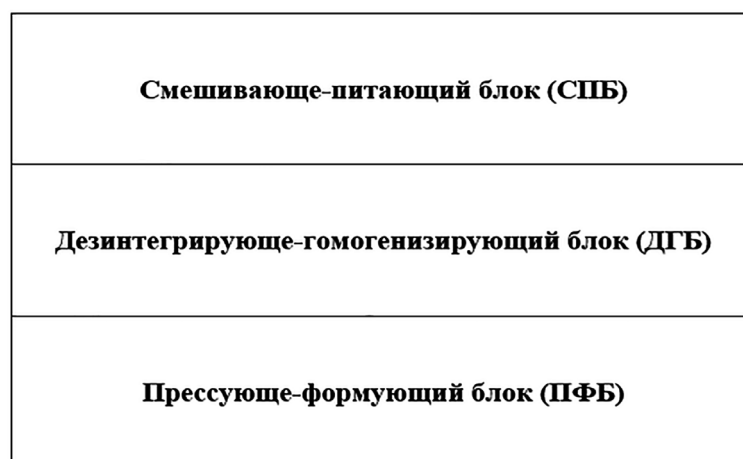 Смешивающе-питающий блок (СПБ)
Дезинтегрирующе-гомогенизирующий блок (ДГБ)
Прессующе-формующий блок (ПФБ)